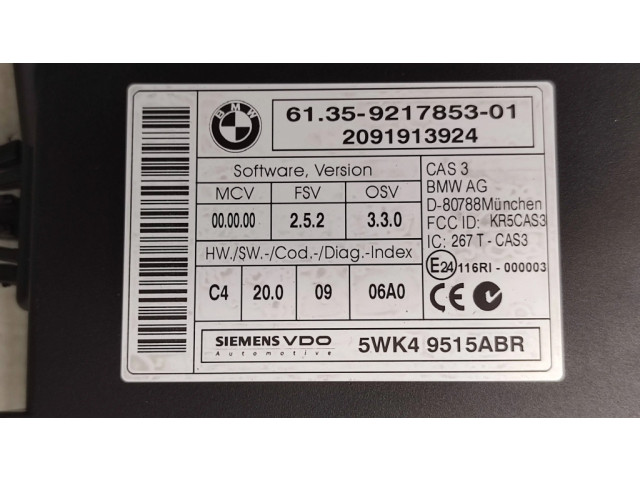 BMW
61.35-9217853-01
2091913924
Software, Version
MCV FSV OSV
00.00.00 2.5.2 3.3.0
HW./SW.-/Cod.-/Diag.-Index
C4 20.0 09 06A0
CAS 3
BMW AG
D-80788München
FCC ID: KR5CAS3
IC: 267 T - CAS3
E24 116RI - 000003
CE
SIEMENS VDO
Automotive
5WK4 9515ABR